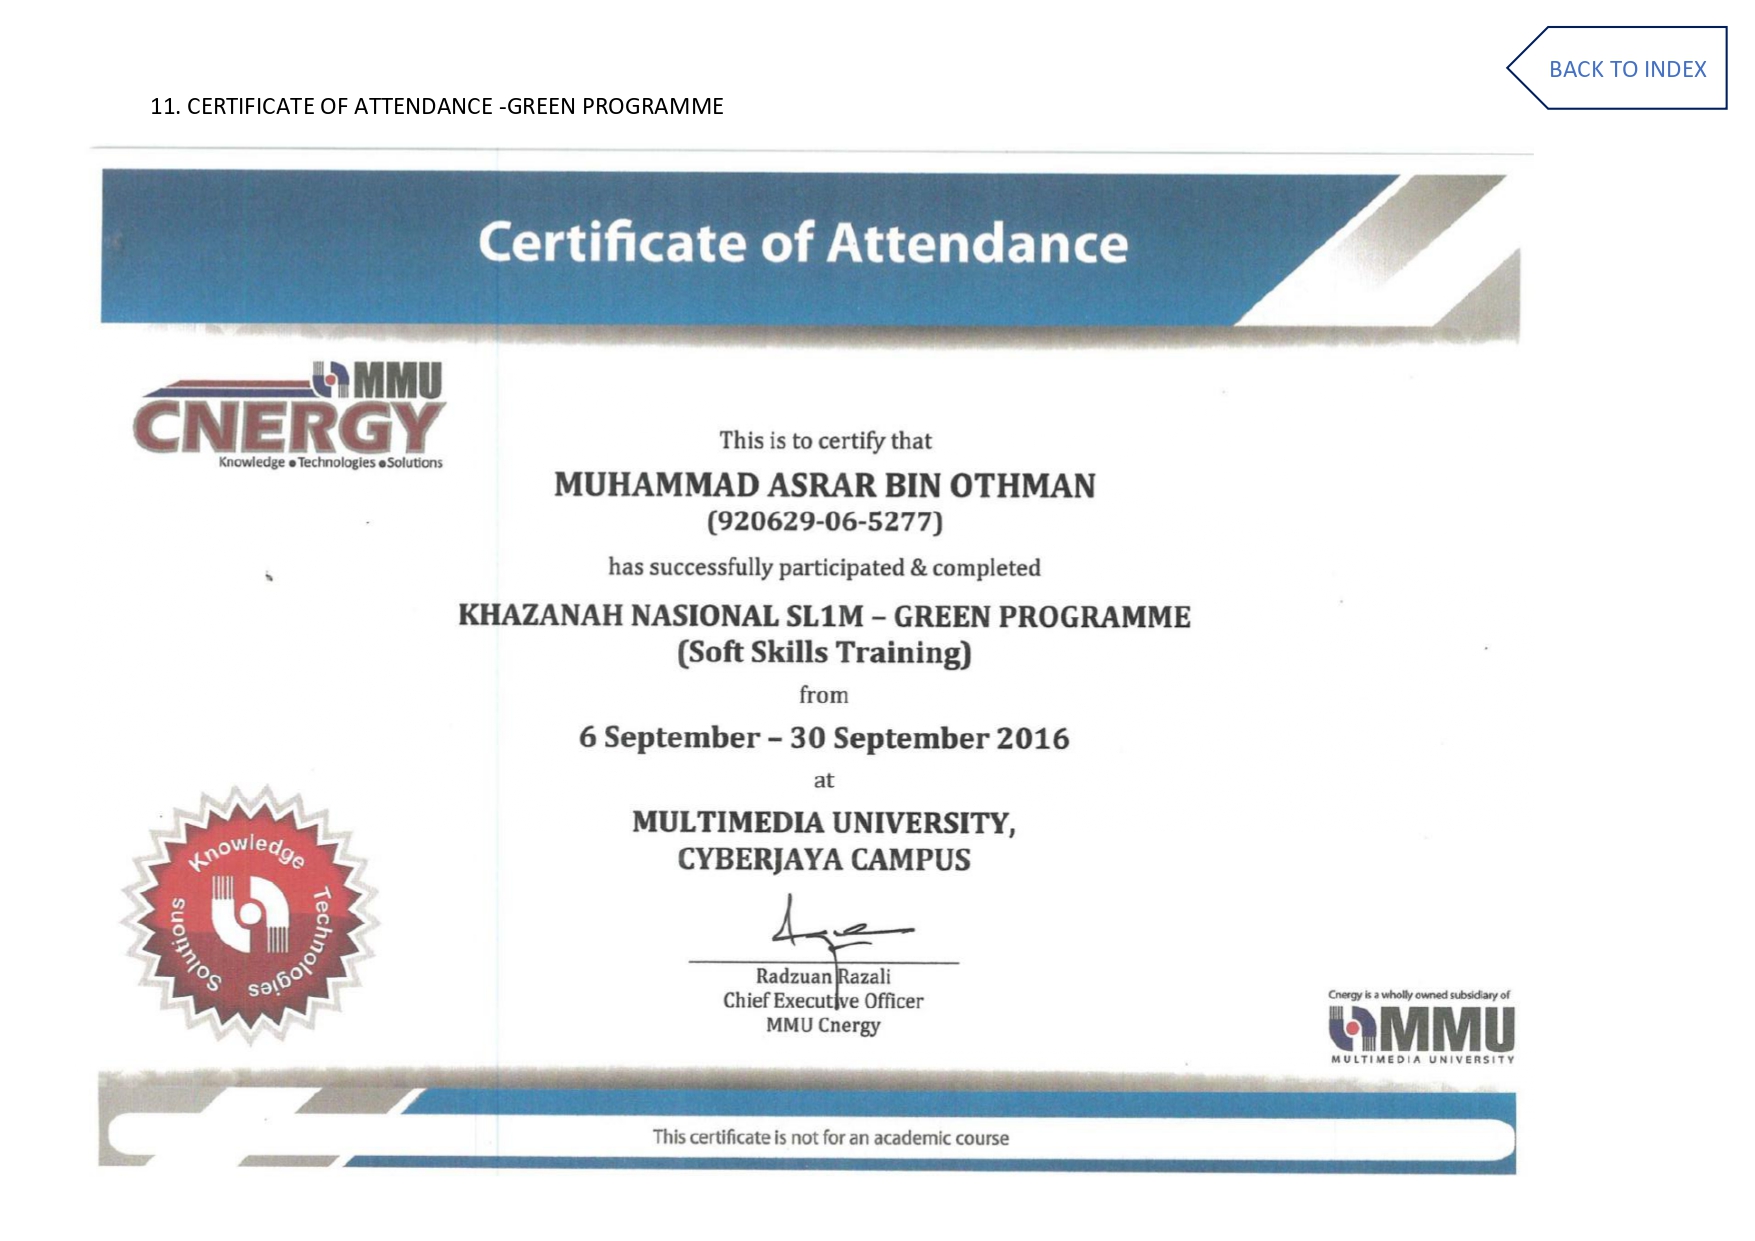 BACK TO INDEX
11. CERTIFICATE OF ATTENDANCE -GREEN PROGRAMME
Certificate of Attendance
MMU
CNERGY
Knowledge ● Technologies ● Solutions
This is to certify that
MUHAMMAD ASRAR BIN OTHMAN
(920629-06-5277)
has successfully participated & completed
KHAZANAH NASIONAL SL1M – GREEN PROGRAMME
(Soft Skills Training)
from
6 September – 30 September 2016
at
MULTIMEDIA UNIVERSITY,
CYBERJAYA CAMPUS
Knowledge Technologies Solutions
Radzuan Razali
Chief Executive Officer
MMU Cnergy
Cnergy is a wholly owned subsidiary of
MMU
MULTIMEDIA UNIVERSITY
This certificate is not for an academic course